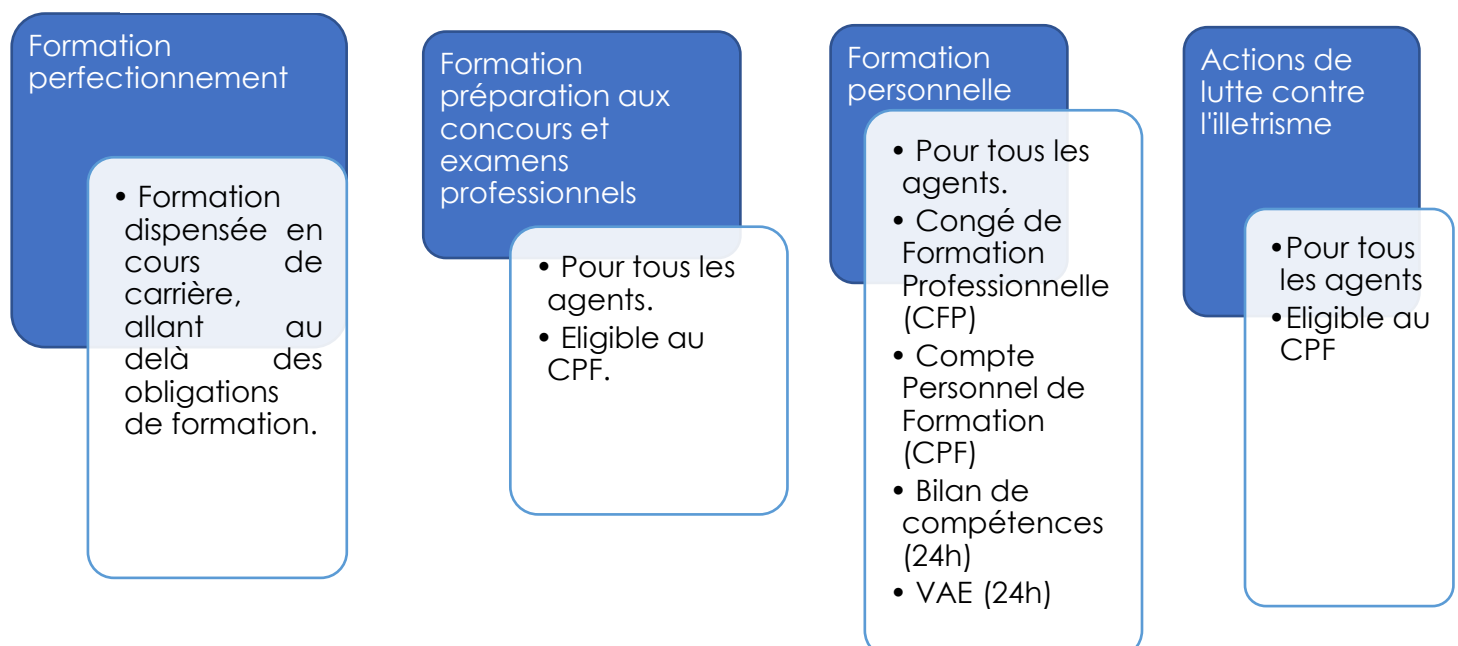 Formation
perfectionnement
• Formation
dispensée en
cours de
carrière,
allant au
delà des
obligations
de formation.
Formation
préparation aux
concours et
examens
professionnels
• Pour tous les
agents.
• Eligible au
CPF.
Formation
personnelle
• Pour tous les
agents.
• Congé de
Formation
Professionnelle
(CFP)
• Compte
Personnel de
Formation
(CPF)
• Bilan de
compétences
(24h)
• VAE (24h)
Actions de
lutte contre
l'illetrisme
•Pour tous
les agents
•Eligible au
CPF